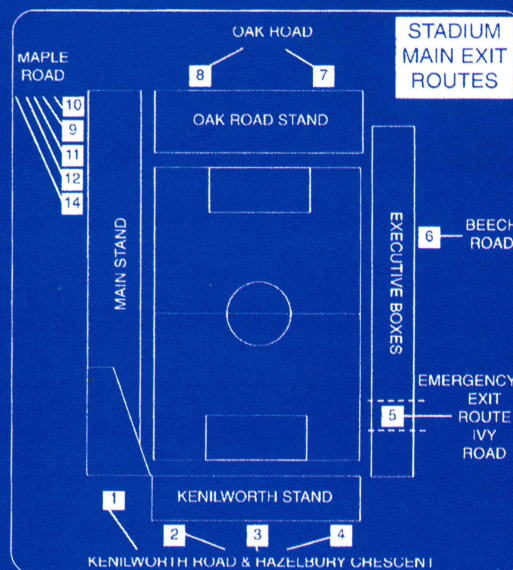 STADIUM
MAIN EXIT
ROUTES
OAK ROAD
8
7
MAPLE
ROAD
10
9
11
12
14
OAK ROAD STAND
MAIN STAND
EXECUTIVE BOXES
6
BEECH
ROAD
EMERGENCY
EXIT
5
ROUTE
IVY
ROAD
KENILWORTH STAND
1
2
3
4
KENILWORTH ROAD & HAZELBURY CRESCENT